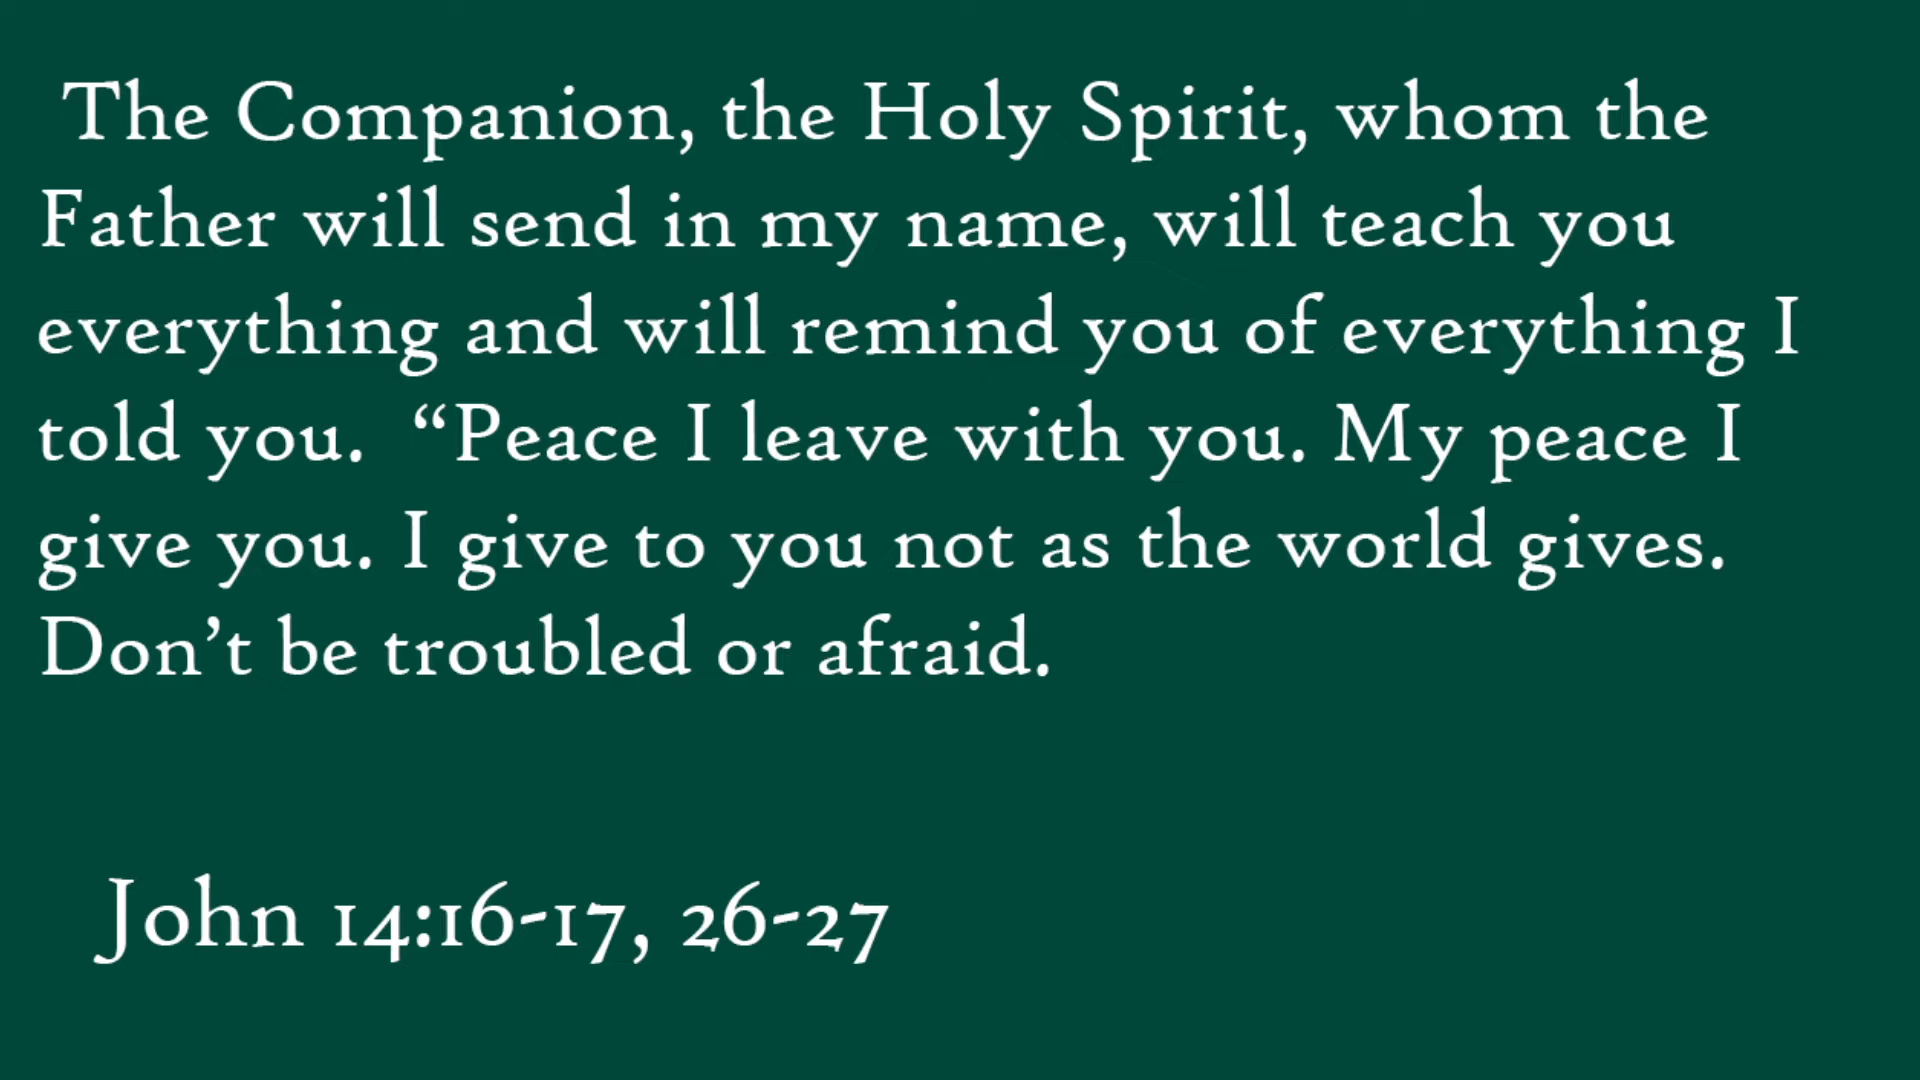 The Companion, the Holy Spirit, whom the
Father will send in my name, will teach you
everything and will remind you of everything I
told you.  “Peace I leave with you. My peace I
give you. I give to you not as the world gives.
Don’t be troubled or afraid.
John 14:16-17, 26-27